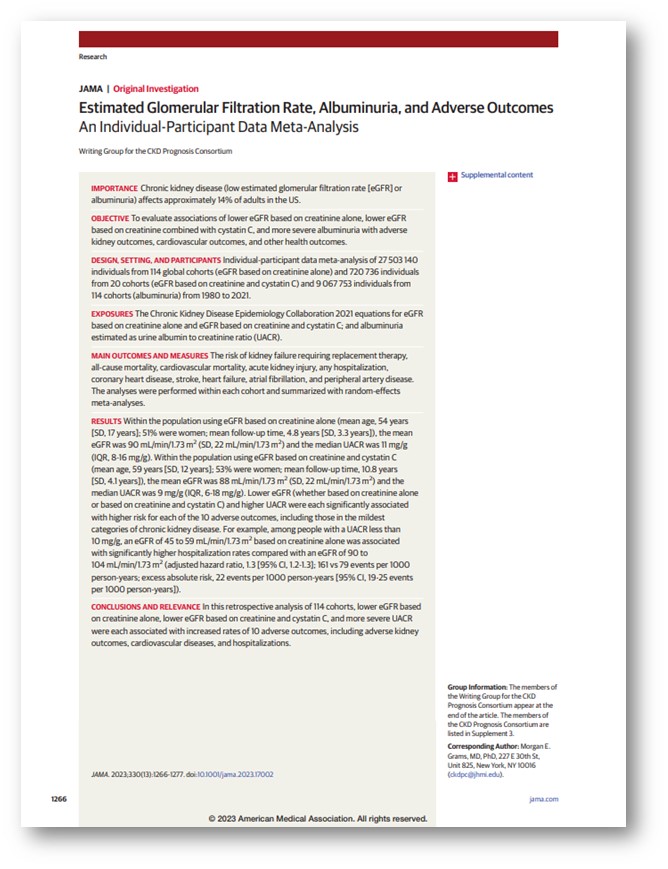 Research
JAMA | Original Investigation
Estimated Glomerular Filtration Rate, Albuminuria, and Adverse Outcomes
An Individual-Participant Data Meta-Analysis
Writing Group for the CKD Prognosis Consortium
IMPORTANCE Chronic kidney disease (low estimated glomerular filtration rate [eGFR] or
albuminuria) affects approximately 14% of adults in the US.
OBJECTIVE To evaluate associations of lower eGFR based on creatinine alone, lower eGFR
based on creatinine combined with cystatin C, and more severe albuminuria with adverse
kidney outcomes, cardiovascular outcomes, and other health outcomes.
DESIGN, SETTING, AND PARTICIPANTS Individual-participant data meta-analysis of 27 503 140
individuals from 114 global cohorts (eGFR based on creatinine alone) and 720 736 individuals
from 20 cohorts (eGFR based on creatinine and cystatin C) and 9 067 753 individuals from
114 cohorts (albuminuria) from 1980 to 2021.
EXPOSURES The Chronic Kidney Disease Epidemiology Collaboration 2021 equations for eGFR
based on creatinine alone and eGFR based on creatinine and cystatin C; and albuminuria
estimated as urine albumin to creatinine ratio (UACR).
MAIN OUTCOMES AND MEASURES The risk of kidney failure requiring replacement therapy,
all-cause mortality, cardiovascular mortality, acute kidney injury, any hospitalization,
coronary heart disease, stroke, heart failure, atrial fibrillation, and peripheral artery disease.
The analyses were performed within each cohort and summarized with random-effects
meta-analyses.
RESULTS Within the population using eGFR based on creatinine alone (mean age, 54 years
[SD, 17 years]; 51% were women; mean follow-up time, 4.8 years [SD, 3.3 years]), the mean
eGFR was 90 mL/min/1.73 m² (SD, 22 mL/min/1.73 m²) and the median UACR was 11 mg/g
(IQR, 8-16 mg/g). Within the population using eGFR based on creatinine and cystatin C
(mean age, 59 years [SD, 12 years]; 53% were women; mean follow-up time, 10.8 years
[SD, 4.1 years]), the mean eGFR was 88 mL/min/1.73 m² (SD, 22 mL/min/1.73 m²) and the
median UACR was 9 mg/g (IQR, 6-18 mg/g). Lower eGFR (whether based on creatinine alone
or based on creatinine and cystatin C) and higher UACR were each significantly associated
with higher risk for each of the 10 adverse outcomes, including those in the mildest
categories of chronic kidney disease. For example, among people with a UACR less than
10 mg/g, an eGFR of 45 to 59 mL/min/1.73 m² based on creatinine alone was associated
with significantly higher hospitalization rates compared with an eGFR of 90 to
104 mL/min/1.73 m² (adjusted hazard ratio, 1.3 [95% CI, 1.2-1.3]; 161 vs 79 events per 1000
person-years; excess absolute risk, 22 events per 1000 person-years [95% CI, 19-25 events
per 1000 person-years]).
CONCLUSIONS AND RELEVANCE In this retrospective analysis of 114 cohorts, lower eGFR based
on creatinine alone, lower eGFR based on creatinine and cystatin C, and more severe UACR
were each associated with increased rates of 10 adverse outcomes, including adverse kidney
outcomes, cardiovascular diseases, and hospitalizations.
JAMA. 2023;330(13):1266-1277. doi:10.1001/jama.2023.17002
Supplemental content
Group Information: The members of
the Writing Group for the CKD
Prognosis Consortium appear at the
end of the article. The members of
the CKD Prognosis Consortium are
listed in Supplement 3.
Corresponding Author: Morgan E.
Grams, MD, PhD, 227 E 30th St,
Unit 825, New York, NY 10016
(ckdpc@jhmi.edu).
1266
jama.com
© 2023 American Medical Association. All rights reserved.